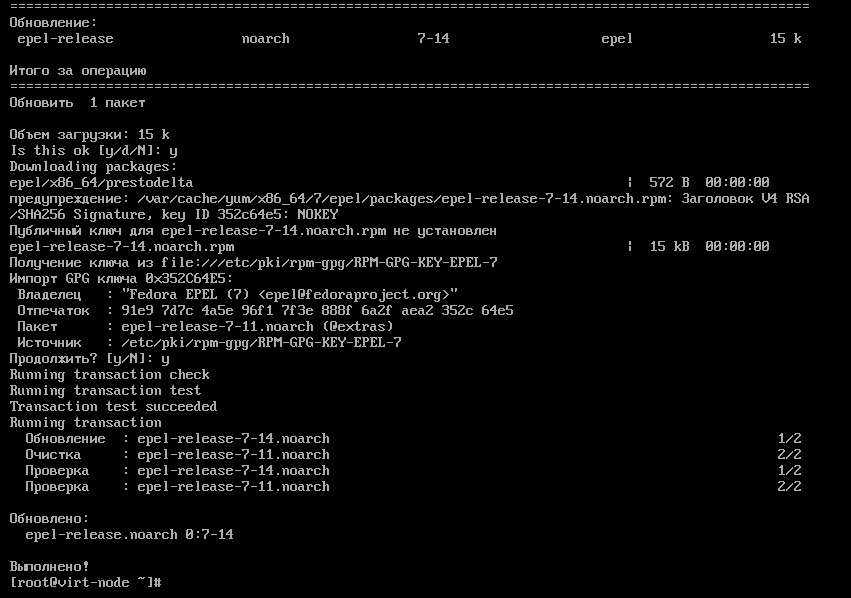 ================================================================================
Обновление:
 epel-release                noarch                7-14                epel                15 k

Итого за операцию
================================================================================
Обновить  1 пакет

Объем загрузки: 15 k
Is this ok [y/d/N]: y
Downloading packages:
epel/x86_64/prestodelta                                                      |  572 B  00:00:00
предупреждение: /var/cache/yum/x86_64/7/epel/packages/epel-release-7-14.noarch.rpm: Заголовок V4 RSA
/SHA256 Signature, key ID 352c64e5: NOKEY
Публичный ключ для epel-release-7-14.noarch.rpm не установлен
epel-release-7-14.noarch.rpm                                                 |  15 kB  00:00:00
Получение ключа из file:///etc/pki/rpm-gpg/RPM-GPG-KEY-EPEL-7
Импорт GPG ключа 0x352C64E5:
 Владелец   : "Fedora EPEL (7) <epel@fedoraproject.org>"
 Отпечаток  : 91e9 7d7c 4a5e 96f1 7f3e 888f 6a2f aea2 352c 64e5
 Пакет      : epel-release-7-11.noarch (@extras)
 Источник   : /etc/pki/rpm-gpg/RPM-GPG-KEY-EPEL-7
Продолжить? [y/N]: y
Running transaction check
Running transaction test
Transaction test succeeded
Running transaction
  Обновление  : epel-release-7-14.noarch                                                        1/2
  Очистка     : epel-release-7-11.noarch                                                        2/2
  Проверка    : epel-release-7-14.noarch                                                        1/2
  Проверка    : epel-release-7-11.noarch                                                        2/2

Обновлено:
  epel-release.noarch 0:7-14

Выполнено!
[root@virt-node ~]#